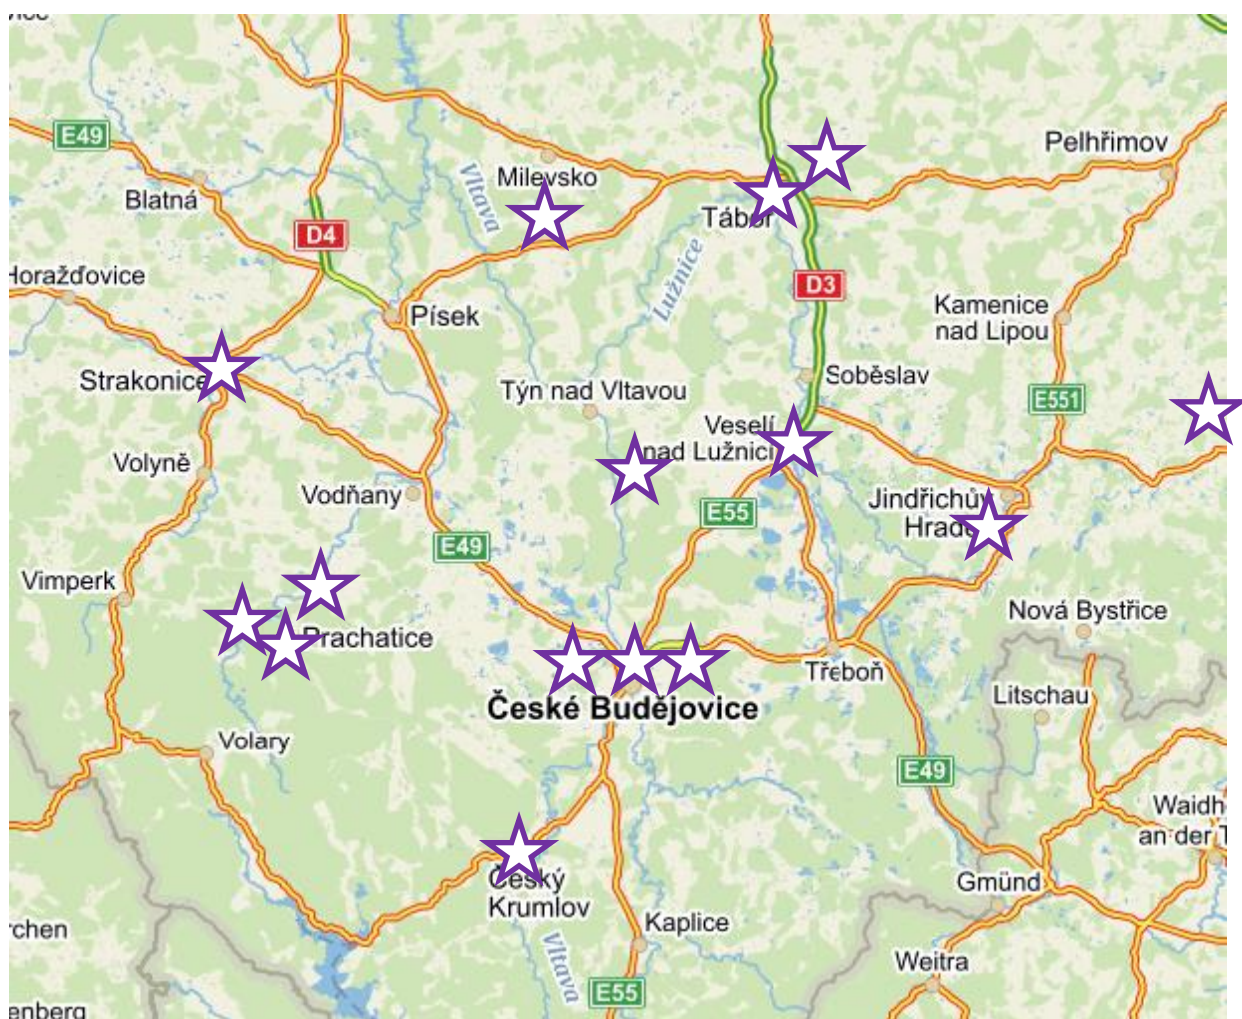 E49
Pelhřimov
Milevsko
Blatná
Vltava
Tábor
D4
Lužnice
Horažďovice
D3
Kamenice
nad Lipou
Písek
Strakonice
Soběslav
Týn nad Vltavou
E551
Veselí
nad Lužnicí
Volyně
Vodňany
Jindřichův
Hradec
E55
E49
Vimperk
Nová Bystřice
Prachatice
Třeboň
Litschau
České Budějovice
Volary
E49
Waidh
an der T
Český
Krumlov
Gmünd
Kaplice
rchen
Vltava
Weitra
E55
enberg